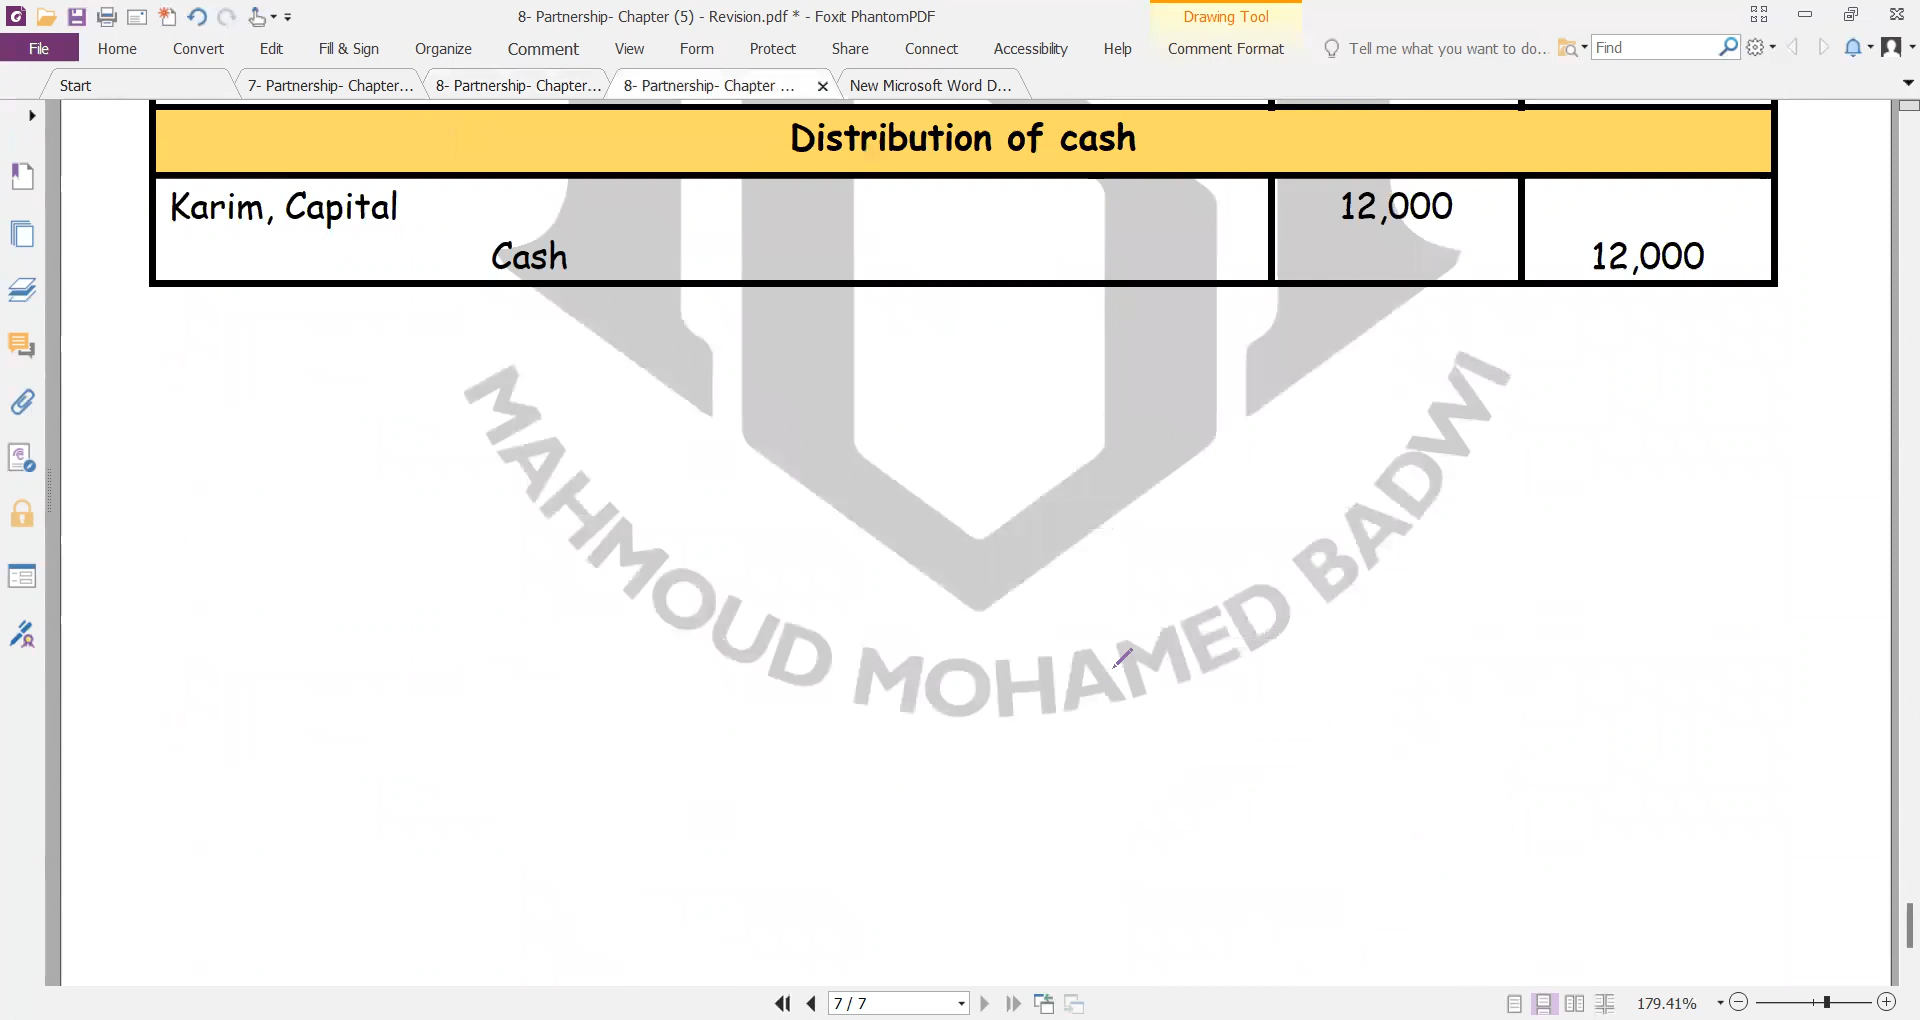 8- Partnership- Chapter (5) - Revision.pdf * - Foxit PhantomPDF
Drawing Tool
File Home Convert Edit Fill & Sign Organize Comment View Form Protect Share Connect Accessibility Help Comment Format Tell me what you want to do... Find
Start 7- Partnership- Chapter... 8- Partnership- Chapter... 8- Partnership- Chapter ... New Microsoft Word D...
Distribution of cash
Karim, Capital 12,000
Cash 12,000
MAHMOUD MOHAMED BADWI
7 / 7 179.41%